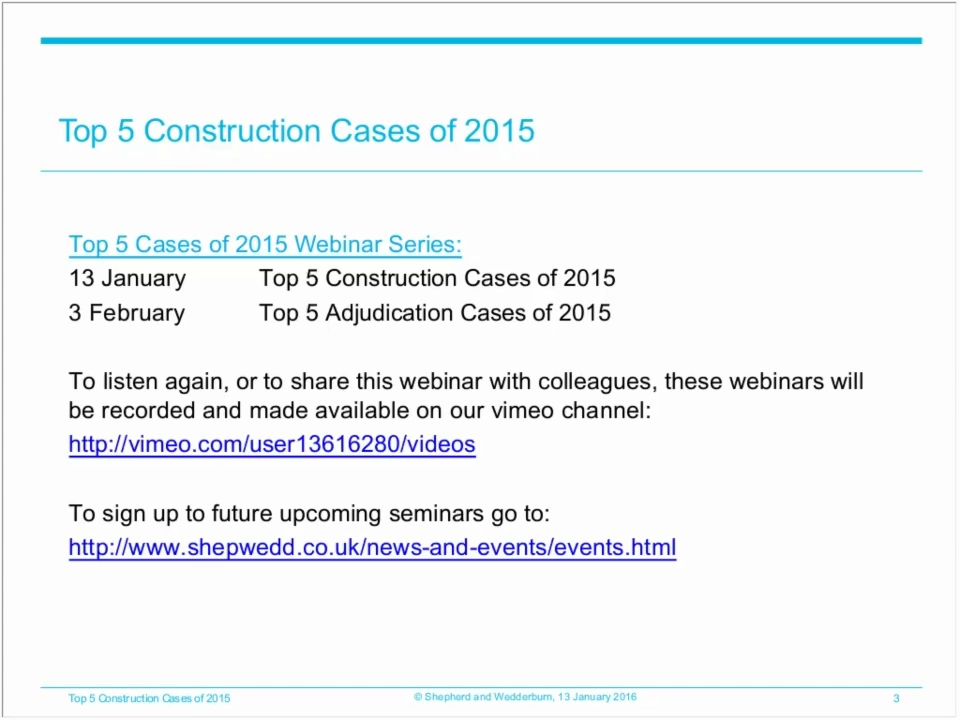 Top 5 Construction Cases of 2015
Top 5 Cases of 2015 Webinar Series:
13 January Top 5 Construction Cases of 2015
3 February Top 5 Adjudication Cases of 2015
To listen again, or to share this webinar with colleagues, these webinars will
be recorded and made available on our vimeo channel:
http://vimeo.com/user13616280/videos
To sign up to future upcoming seminars go to:
http://www.shepwedd.co.uk/news-and-events/events.html
Top 5 Construction Cases of 2015 © Shepherd and Wedderburn, 13 January 2016 3